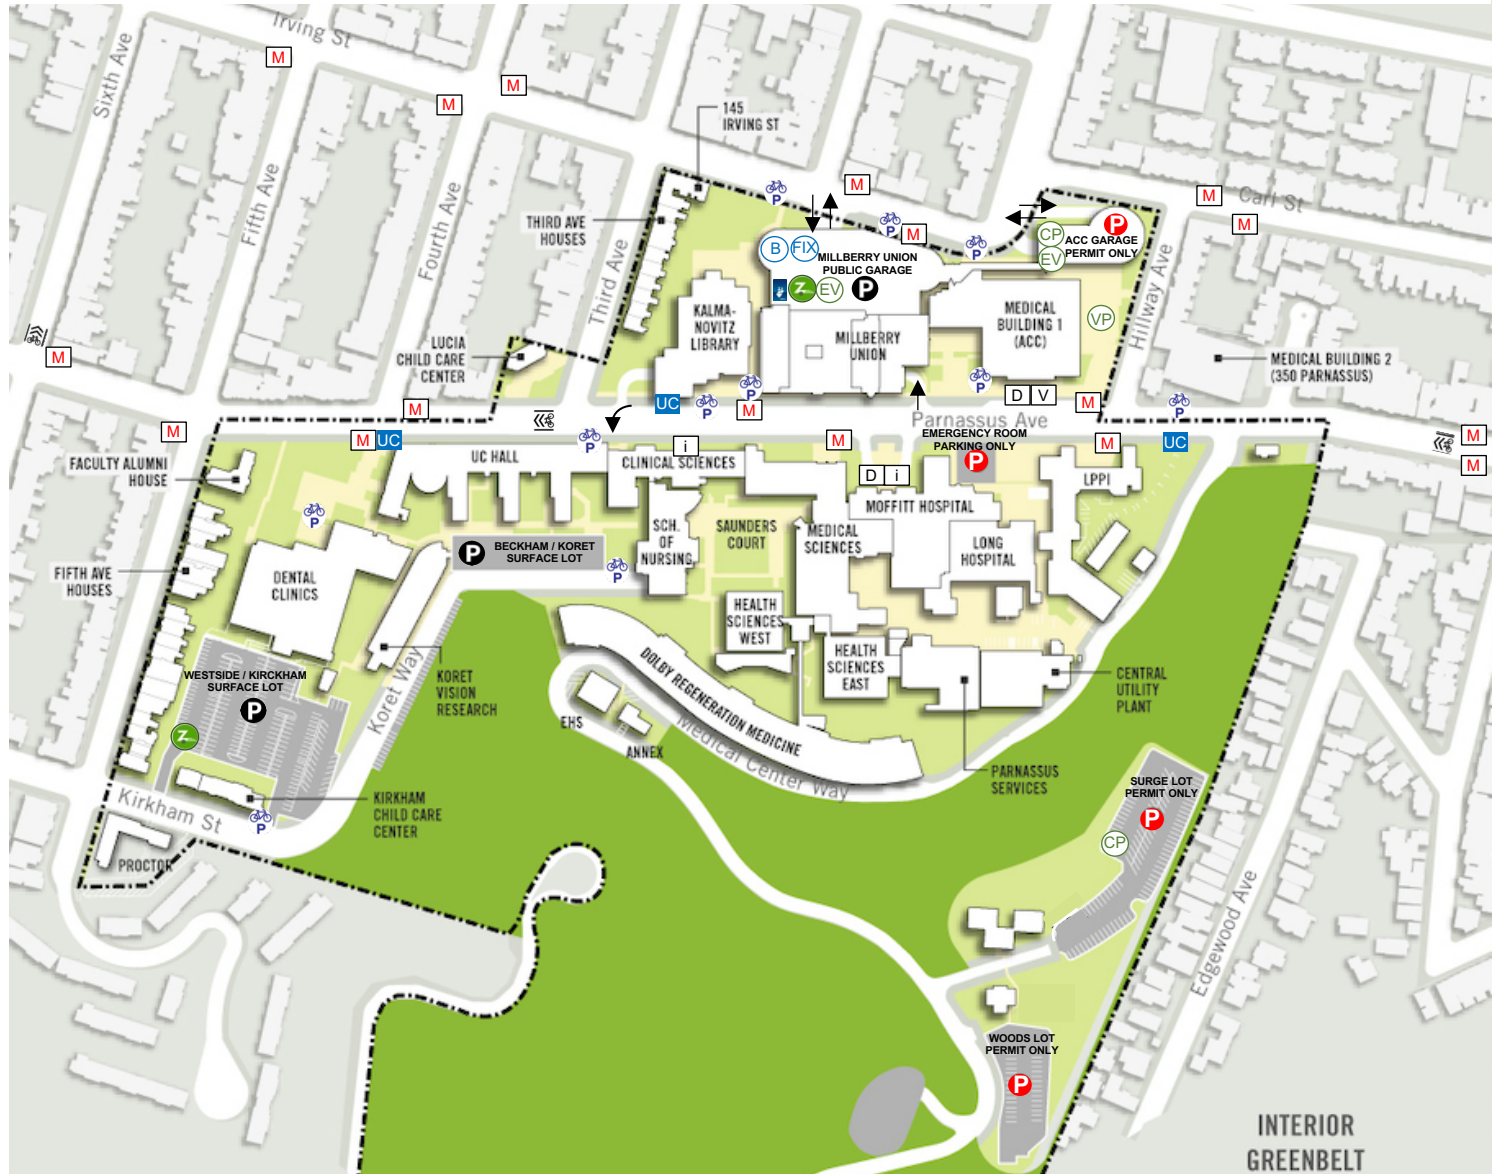 Irving St
Sixth Ave
M
M
M
145
IRVING ST
Fifth Ave
Fourth Ave
THIRD AVE
HOUSES
Third Ave
P
M
M
Carl St
M
P
M
P
CP
P
ACC GARAGE
PERMIT ONLY
EV
B
FIX
MILLBERRY UNION
PUBLIC GARAGE
Z
EV
P
KALMA-
NOVITZ
LIBRARY
MILLBERRY
UNION
MEDICAL
BUILDING 1
(ACC)
VP
Hillway Ave
MEDICAL BUILDING 2
(350 PARNASSUS)
M
LUCIA
CHILD CARE
CENTER
P
P
D
V
M
UC
P
M
M
P
Parnassus Ave
M
M
UC
P
M
EMERGENCY ROOM
PARKING ONLY
P
M
UC
M
M
FACULTY ALUMNI
HOUSE
UC HALL
CLINICAL SCIENCES
i
D
i
LPPI
MOFFITT HOSPITAL
P
SCH.
OF
NURSING
SAUNDERS
COURT
MEDICAL
SCIENCES
LONG
HOSPITAL
P
BECKHAM / KORET
SURFACE LOT
P
FIFTH AVE
HOUSES
DENTAL
CLINICS
HEALTH
SCIENCES
WEST
HEALTH
SCIENCES
EAST
DOLBY REGENERATION MEDICINE
Medical Center Way
WESTSIDE / KIRCKHAM
SURFACE LOT
P
Z
Koret Way
KORET
VISION
RESEARCH
EHS
ANNEX
CENTRAL
UTILITY
PLANT
PARNASSUS
SERVICES
Kirkham St
P
KIRKHAM
CHILD CARE
CENTER
PROCTOR
SURGE LOT
PERMIT ONLY
P
CP
Edgewood Ave
WOODS LOT
PERMIT ONLY
P
INTERIOR
GREENBELT